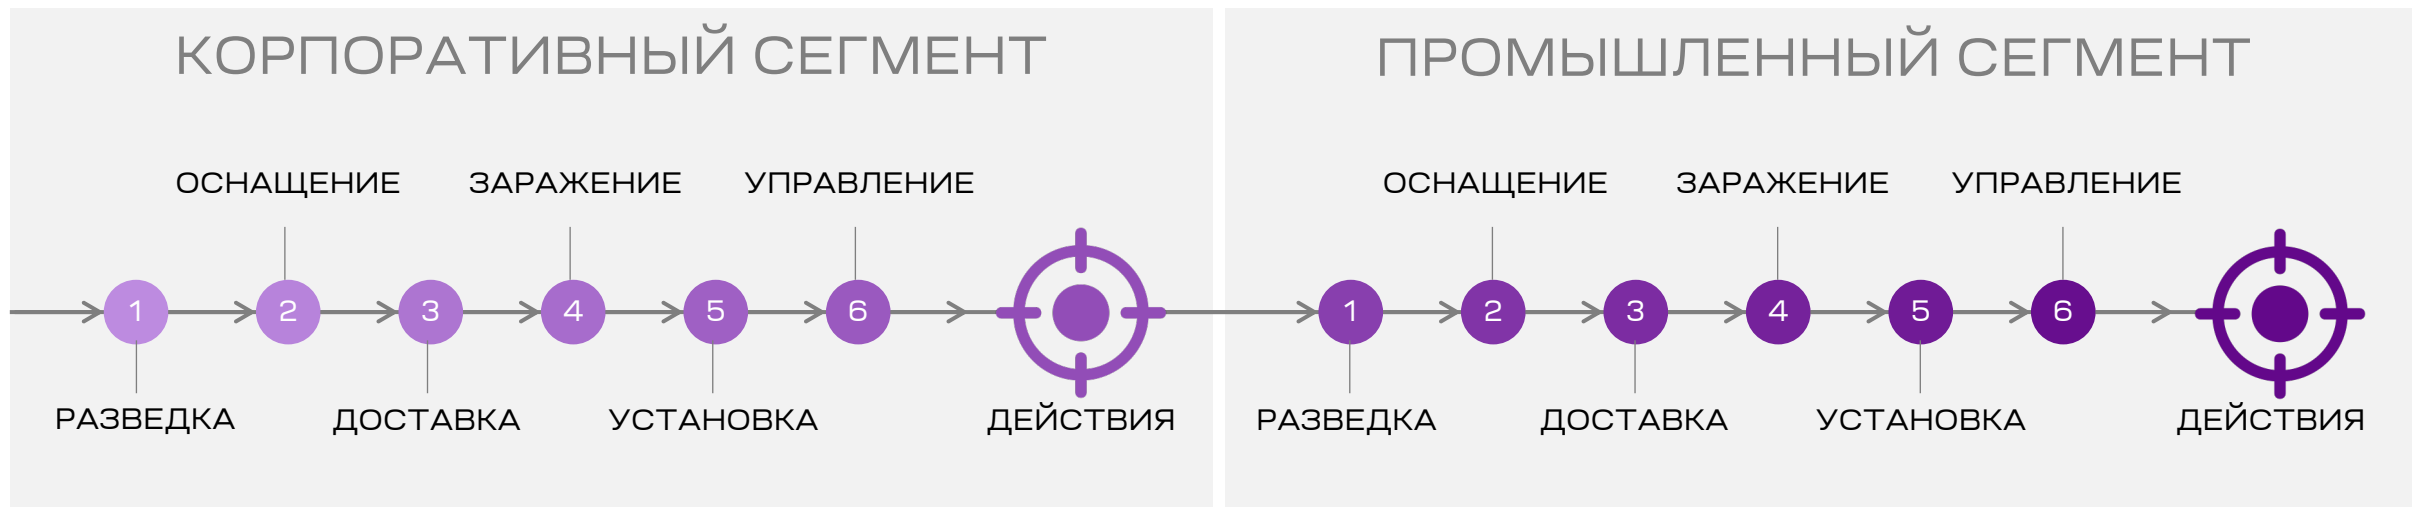 КОРПОРАТИВНЫЙ СЕГМЕНТ
ОСНАЩЕНИЕ ЗАРАЖЕНИЕ УПРАВЛЕНИЕ
1 2 3 4 5 6
РАЗВЕДКА ДОСТАВКА УСТАНОВКА ДЕЙСТВИЯ
ПРОМЫШЛЕННЫЙ СЕГМЕНТ
ОСНАЩЕНИЕ ЗАРАЖЕНИЕ УПРАВЛЕНИЕ
1 2 3 4 5 6
РАЗВЕДКА ДОСТАВКА УСТАНОВКА ДЕЙСТВИЯ